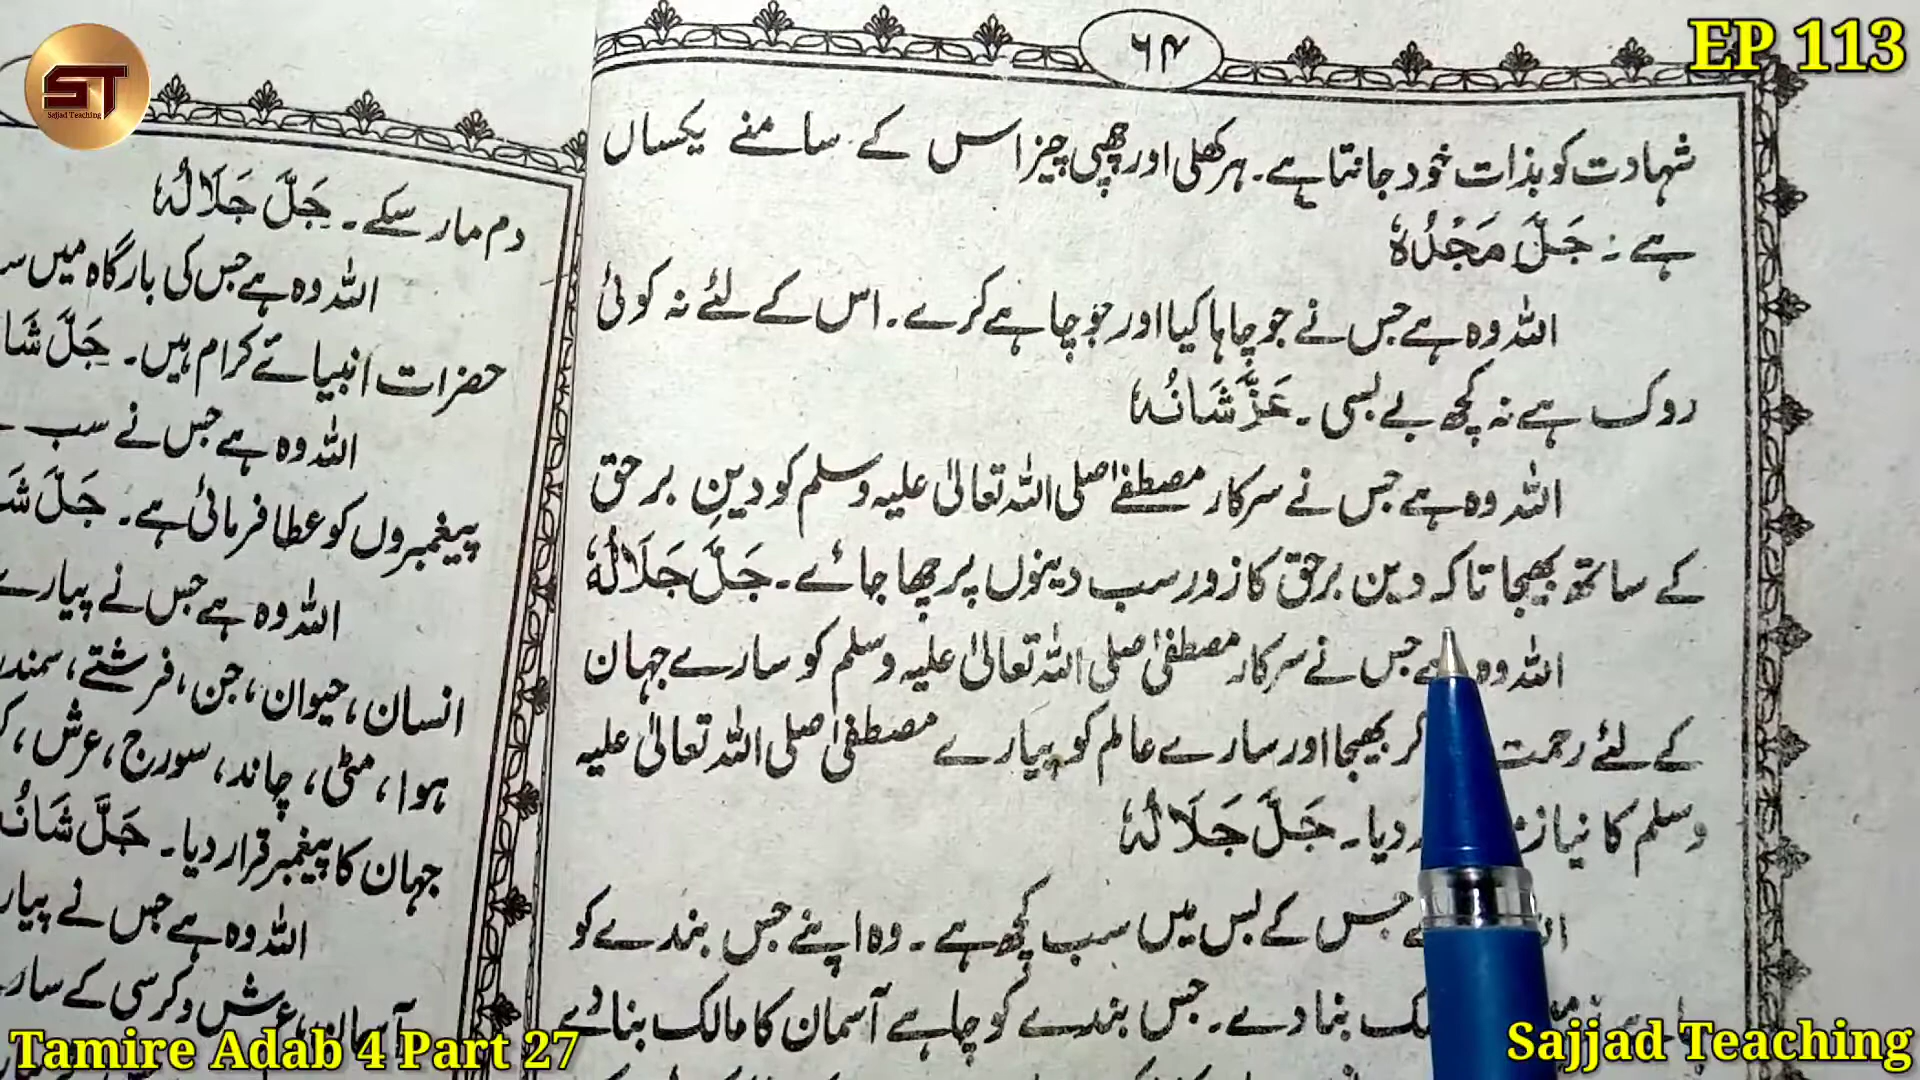 ST
Sajjad Teaching
EP 113
۶۴
شہادت کو بذات خود جانتا ہے۔ ہر کھلی اور چھپی چیز اس کے سامنے یکساں
ہے۔ جَلَّ مَجْدُہٗ
اللہ وہ ہے جس نے جو چاہا کیا اور جو چاہے کرے۔ اس کے لئے نہ کوئی
روک ہے نہ کچھ بے بسی۔ عَزَّ شَانُہٗ
اللہ وہ ہے جس نے سرکار مصطفےٰ صلی اللہ تعالیٰ علیہ وسلم کو دینِ برحق
کے ساتھ بھیجا تاکہ دین برحق کا زور سب دینوں پر چھا جائے۔ جَلَّ جَلَالُہٗ
اللہ وہ ہے جس نے سرکار مصطفیٰ صلی اللہ تعالیٰ علیہ وسلم کو سارے جہان
کے لئے رحمت کر بھیجا اور سارے عالم کو پیارے مصطفیٰ صلی اللہ تعالیٰ علیہ
وسلم کا دیا۔ جَلَّ جَلَالُہٗ
جس کے بس میں سب کچھ ہے۔ وہ اپنے جس بندے کو
بنا دے۔ جس بندے کو چاہے آسمان کا مالک بنا دے
دم مار سکے۔ جَلَّ جَلَالُہٗ
اللہ وہ ہے جس کی بارگاہ میں
حضرات انبیائے کرام ہیں۔ جَلَّ
اللہ وہ ہے جس نے سب
پیغمبروں کو عطا فرمائی ہے۔ جَلَّ
اللہ وہ ہے جس نے پیارے
انسان، حیوان، جن، فرشتے، سمندر
ہوا، مٹی، چاند، سورج، عرش،
جہان کا پیغمبر قرار دیا۔ جَلَّ شَانُہٗ
اللہ وہ ہے جس نے
آسمان، عرش و کرسی کے
Tamire Adab 4 Part 27
Sajjad Teaching